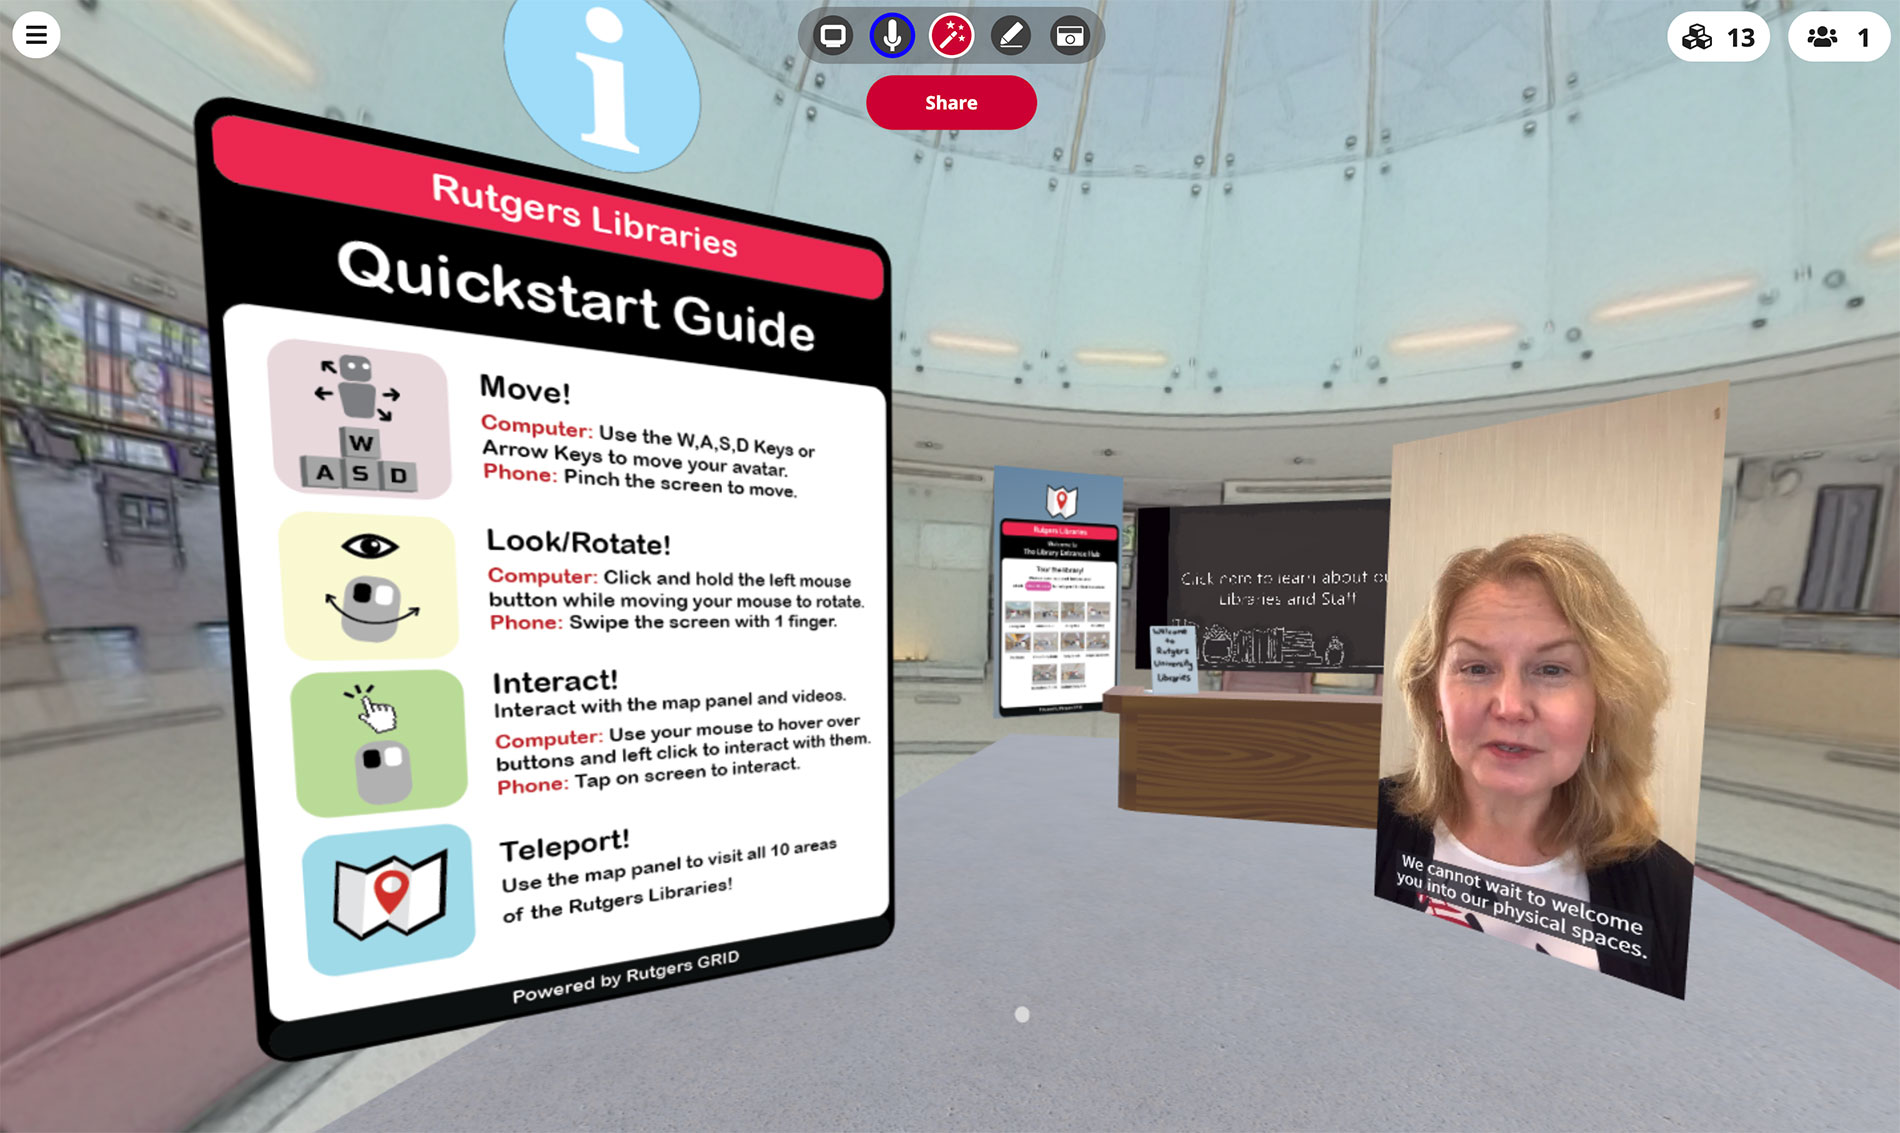 Share
13
1
i
Rutgers Libraries
Quickstart Guide
W
A S D
Move!
Computer: Use the W,A,S,D Keys or
Arrow Keys to move your avatar.
Phone: Pinch the screen to move.
Look/Rotate!
Computer: Click and hold the left mouse
button while moving your mouse to rotate.
Phone: Swipe the screen with 1 finger.
Interact!
Interact with the map panel and videos.
Computer: Use your mouse to hover over
buttons and left click to interact with them.
Phone: Tap on screen to interact.
Teleport!
Use the map panel to visit all 10 areas
of the Rutgers Libraries!
Powered by Rutgers GRID
Rutgers Libraries
Welcome to
The Library Entrance Hub
Tour the library!
Click here to learn about ou
Libraries and Staff
Welcome
to
Rutgers
University
Libraries
We cannot wait to welcome
you into our physical spaces.